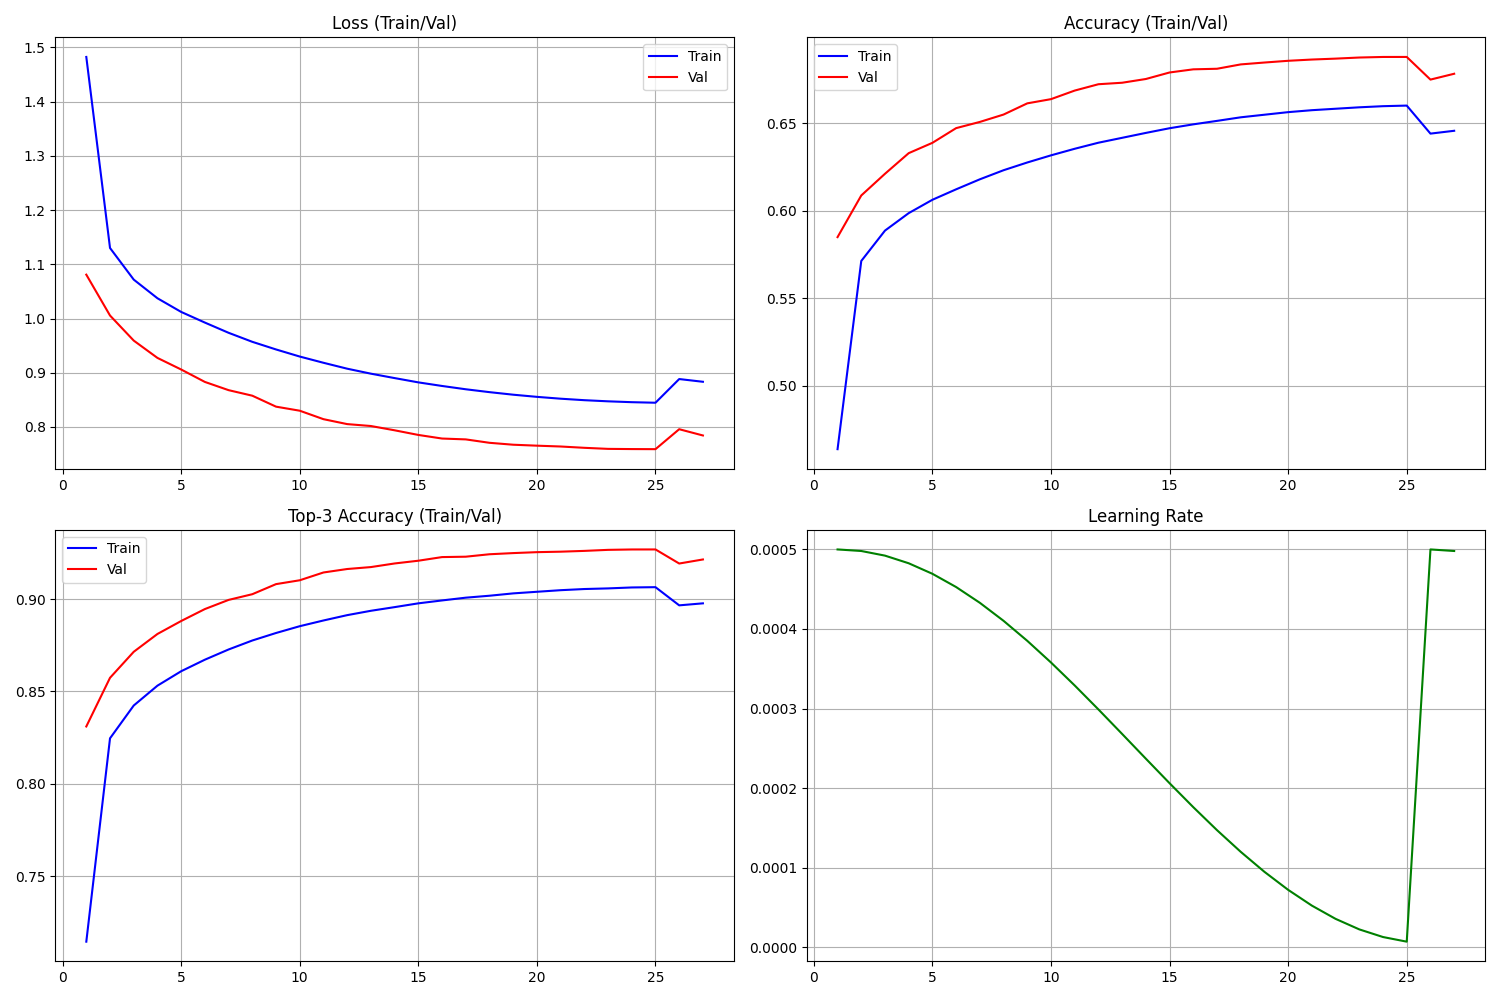 Loss (Train/Val)
1.5
1.4
1.3
1.2
1.1
1.0
0.9
0.8
Train
Val
0 5 10 15 20 25
Accuracy (Train/Val)
0.65
0.60
0.55
0.50
Train
Val
0 5 10 15 20 25
Top-3 Accuracy (Train/Val)
0.90
0.85
0.80
0.75
Train
Val
0 5 10 15 20 25
Learning Rate
0.0005
0.0004
0.0003
0.0002
0.0001
0.0000
0 5 10 15 20 25